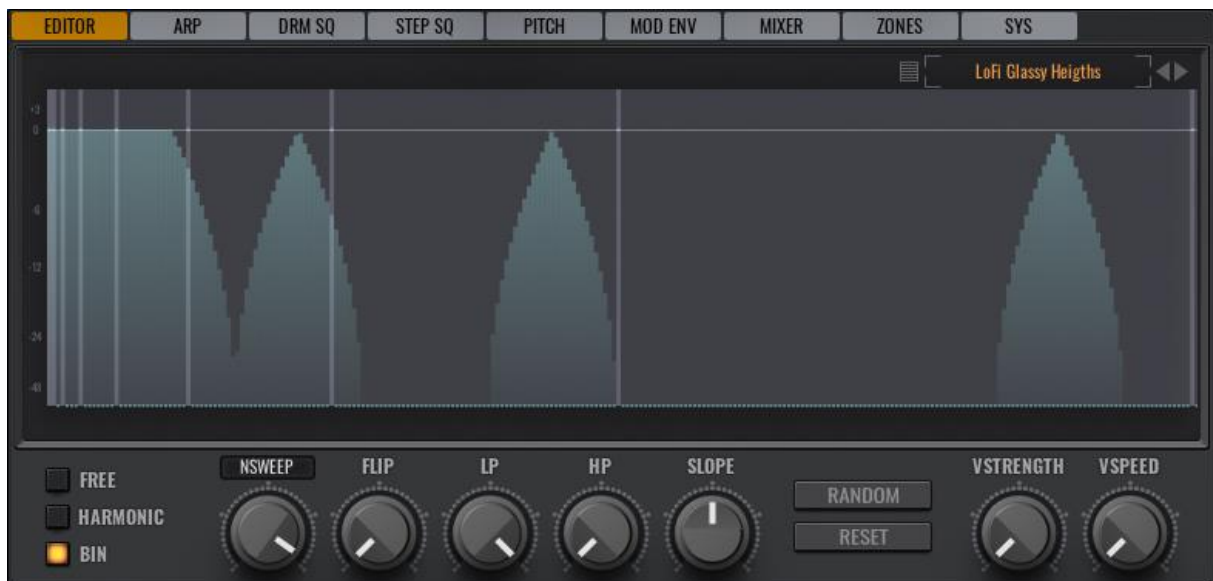 EDITOR ARP DRM SQ STEP SQ PITCH MOD ENV MIXER ZONES SYS
LoFi Glassy Heigths
+3
0
-6
-12
-24
-48
NSWEEP FLIP LP HP SLOPE VSTRENGTH VSPEED
FREE
HARMONIC
BIN
RANDOM
RESET